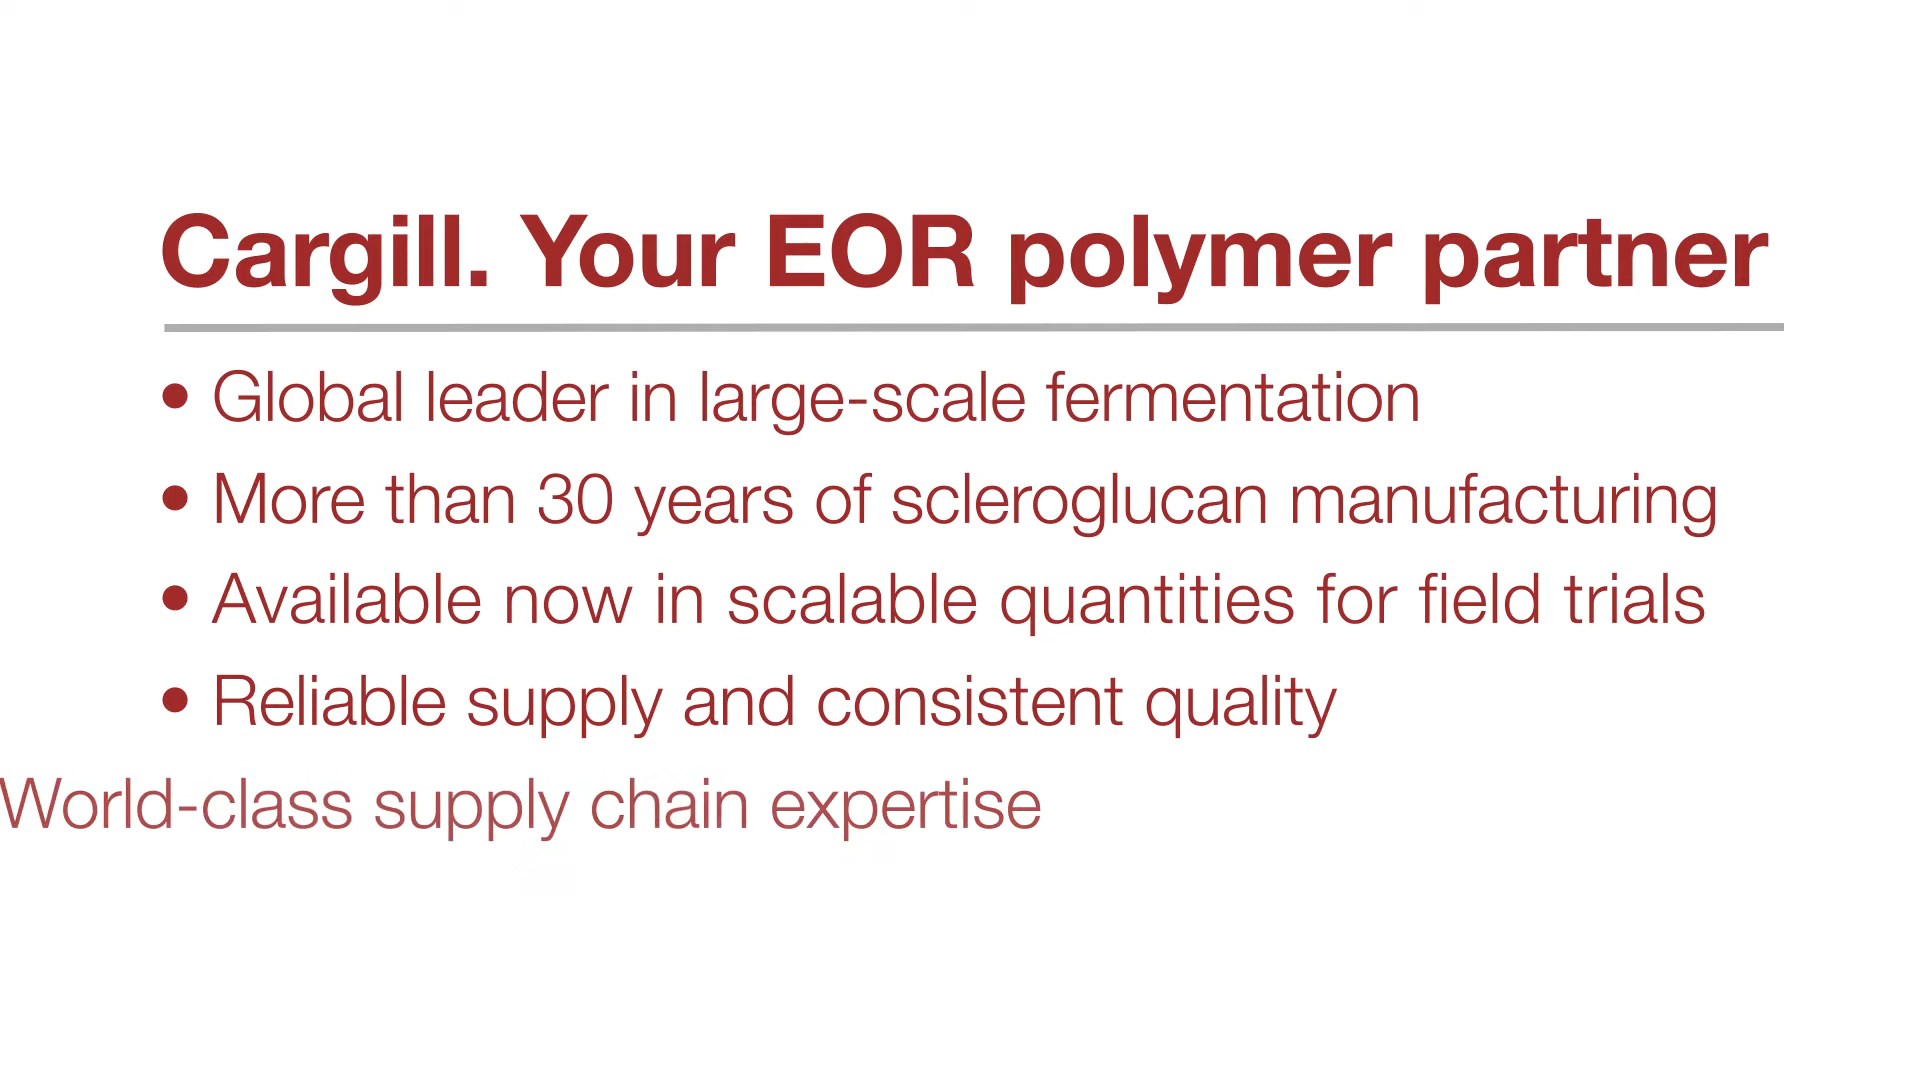 Cargill. Your EOR polymer partner
• Global leader in large-scale fermentation
• More than 30 years of scleroglucan manufacturing
• Available now in scalable quantities for field trials
• Reliable supply and consistent quality
World-class supply chain expertise